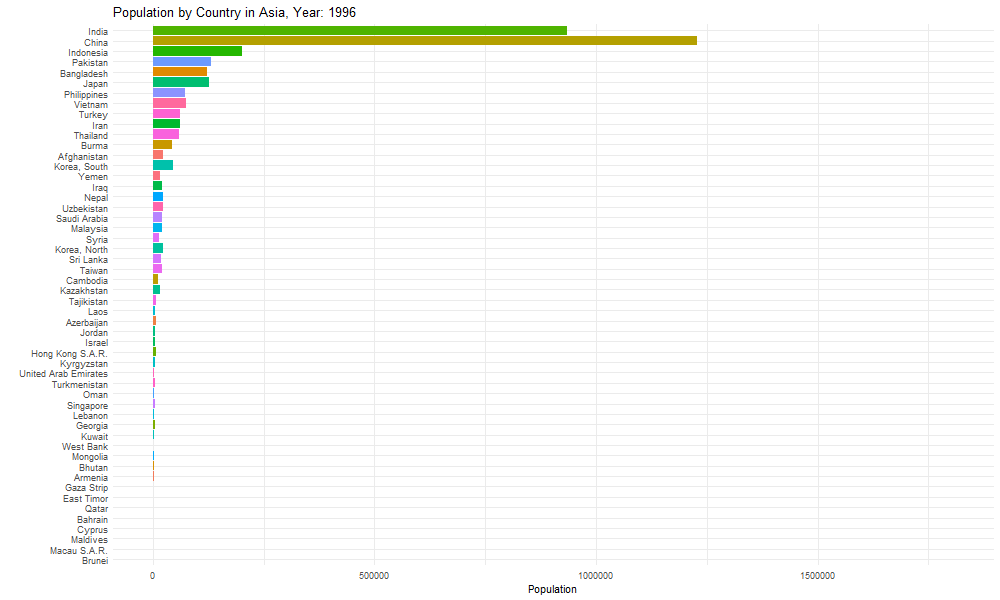 Population by Country in Asia, Year: 1996
India
China
Indonesia
Pakistan
Bangladesh
Japan
Philippines
Vietnam
Turkey
Iran
Thailand
Burma
Afghanistan
Korea, South
Yemen
Iraq
Nepal
Uzbekistan
Saudi Arabia
Malaysia
Syria
Korea, North
Sri Lanka
Taiwan
Cambodia
Kazakhstan
Tajikistan
Laos
Azerbaijan
Jordan
Israel
Hong Kong S.A.R.
Kyrgyzstan
United Arab Emirates
Turkmenistan
Oman
Singapore
Lebanon
Georgia
Kuwait
West Bank
Mongolia
Bhutan
Armenia
Gaza Strip
East Timor
Qatar
Bahrain
Cyprus
Maldives
Macau S.A.R.
Brunei
0 500000 1000000 1500000
Population